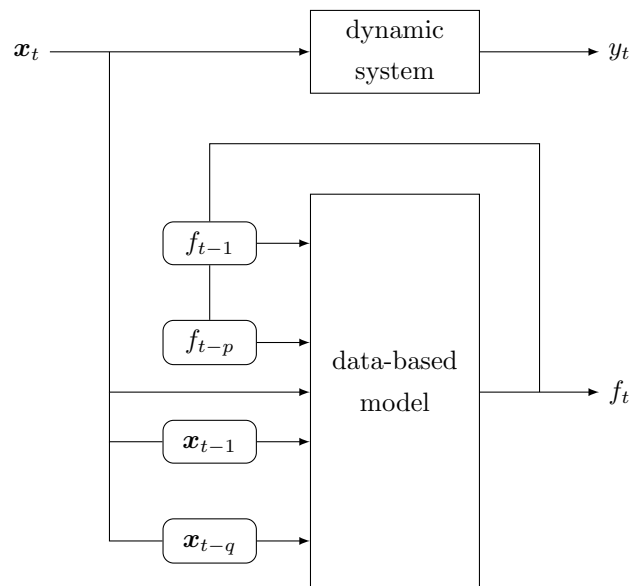 x_t
dynamic
system
y_t
f_{t−1}
f_{t−p}
data-based
model
f_t
x_{t−1}
x_{t−q}